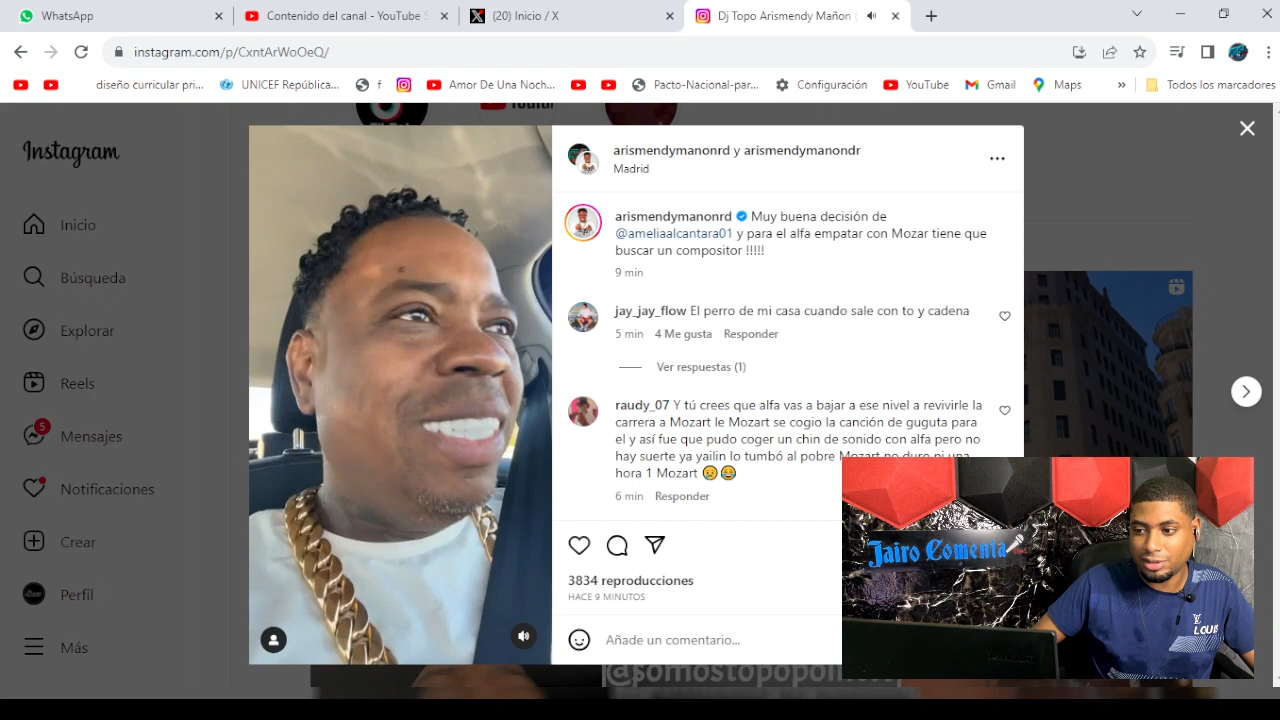 WhatsApp
Contenido del canal - YouTube S
(20) Inicio / X
Dj Topo Arismendy Mañon (
instagram.com/p/CxntArWoOeQ/
diseño curricular pri...
UNICEF República...
f
Amor De Una Noch...
Pacto-Nacional-par...
Configuración
YouTube
Gmail
Maps
»
Todos los marcadores
Instagram
Inicio
Búsqueda
Explorar
Reels
5
Mensajes
Notificaciones
Crear
Perfil
Más
arismendymanonrd y arismendymanondr
Madrid
arismendymanonrd Muy buena decisión de
@ameliaalcantara01 y para el alfa empatar con Mozar tiene que
buscar un compositor !!!!!
9 min
jay_jay_flow El perro de mi casa cuando sale con to y cadena
5 min 4 Me gusta Responder
Ver respuestas (1)
raudy_07 Y tú crees que alfa vas a bajar a ese nivel a revivirle la
carrera a Mozart le Mozart se cogio la canción de guguta para
el y así fue que pudo coger un chin de sonido con alfa pero no
hay suerte ya yailin lo tumbó al pobre Mozart no duro ni una
hora 1 Mozart 😥😂
6 min Responder
3834 reproducciones
HACE 9 MINUTOS
Añade un comentario...
Jairo Comenta
LOUIS